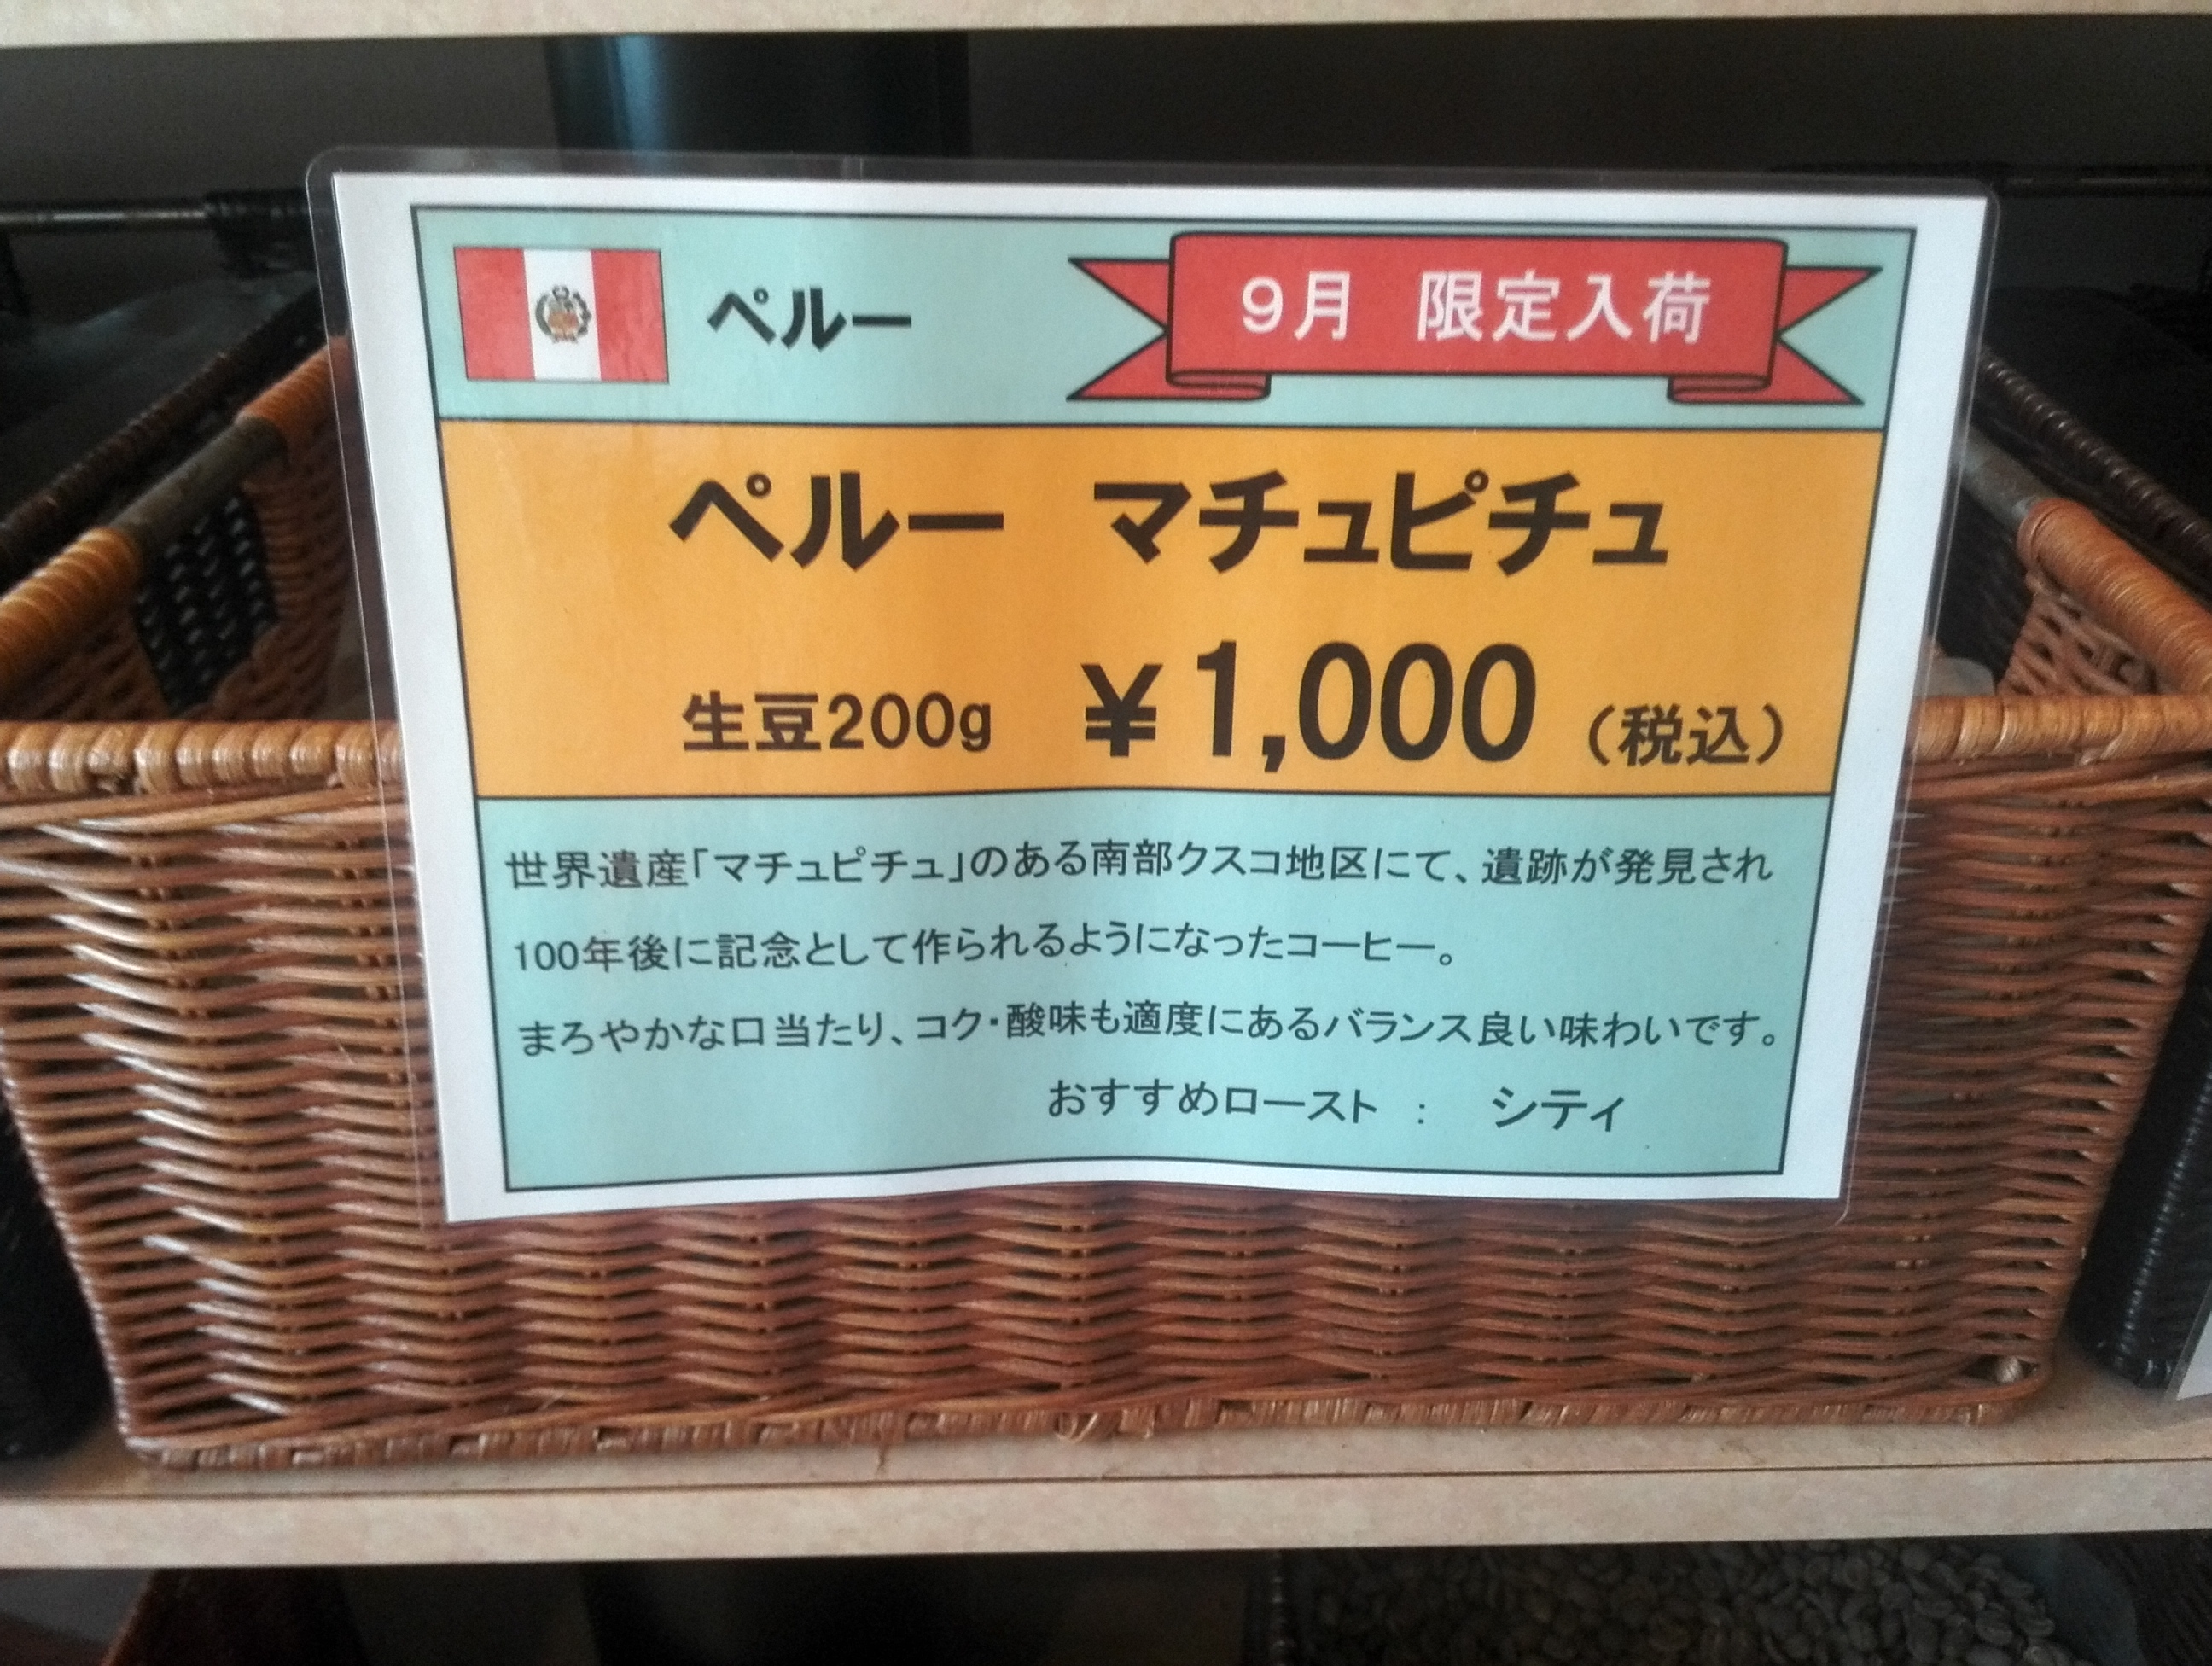 ペルー
9月 限定入荷
ペルー マチュピチュ
生豆200g ¥1,000 (税込)
世界遺産「マチュピチュ」のある南部クスコ地区にて、遺跡が発見され
100年後に記念として作られるようになったコーヒー。
まろやかな口当たり、コク・酸味も適度にあるバランス良い味わいです。
おすすめロースト : シティ